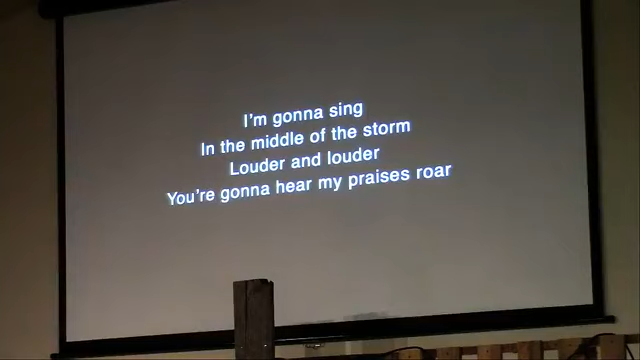 I'm gonna sing
In the middle of the storm
Louder and louder
You're gonna hear my praises roar